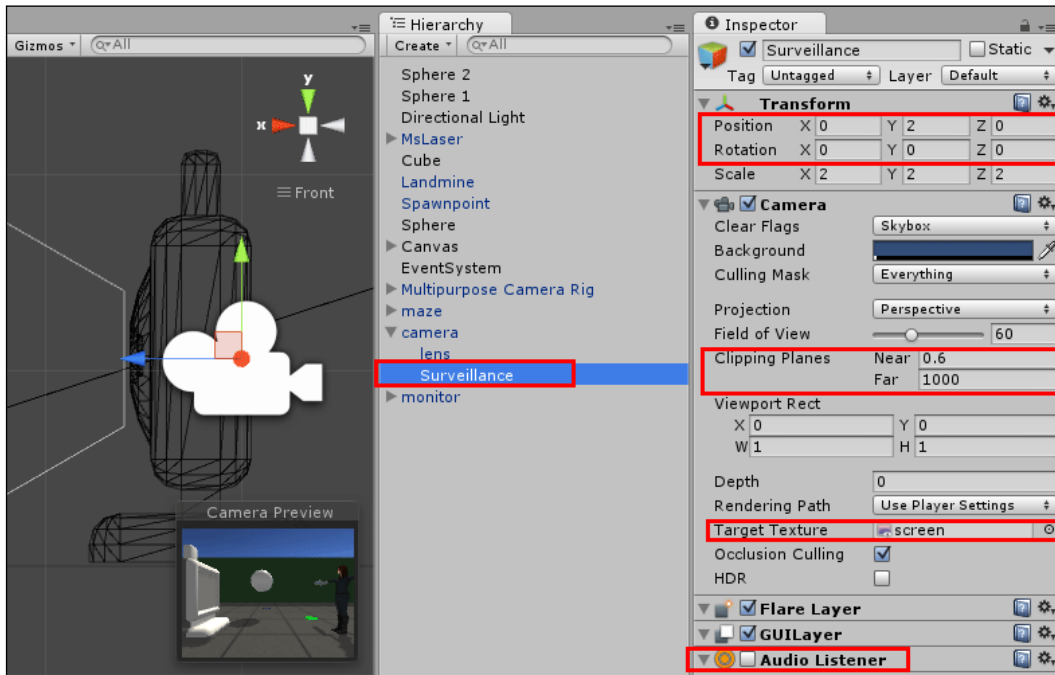 Gizmos All
y
x
Front
Camera Preview
Hierarchy
Create All
Sphere 2
Sphere 1
Directional Light
MsLaser
Cube
Landmine
Spawnpoint
Sphere
Canvas
EventSystem
Multipurpose Camera Rig
maze
camera
lens
Surveillance
monitor
Inspector
Surveillance Static
Tag Untagged Layer Default
Transform
Position X 0 Y 2 Z 0
Rotation X 0 Y 0 Z 0
Scale X 2 Y 2 Z 2
Camera
Clear Flags Skybox
Background
Culling Mask Everything
Projection Perspective
Field of View 60
Clipping Planes Near 0.6
Far 1000
Viewport Rect
X 0 Y 0
W 1 H 1
Depth 0
Rendering Path Use Player Settings
Target Texture screen
Occlusion Culling
HDR
Flare Layer
GUILayer
Audio Listener